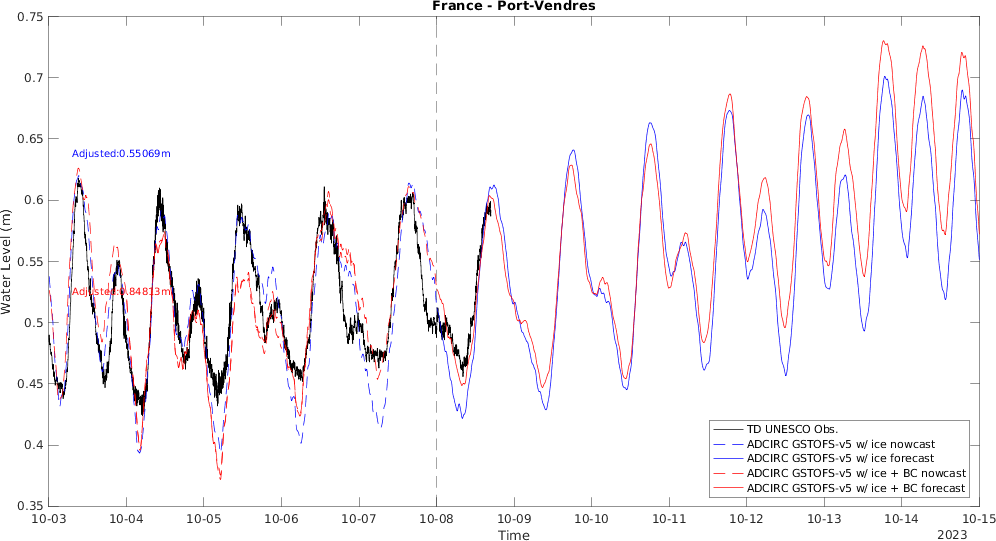 France - Port-Vendres
0.75
0.7
0.65
0.6
0.55
0.5
0.45
0.4
0.35
Water Level (m)
Adjusted:0.55069m
Adjusted:0.84813m
TD UNESCO Obs.
ADCIRC GSTOFS-v5 w/ ice nowcast
ADCIRC GSTOFS-v5 w/ ice forecast
ADCIRC GSTOFS-v5 w/ ice + BC nowcast
ADCIRC GSTOFS-v5 w/ ice + BC forecast
10-03 10-04 10-05 10-06 10-07 10-08 10-09 10-10 10-11 10-12 10-13 10-14 10-15
Time
2023